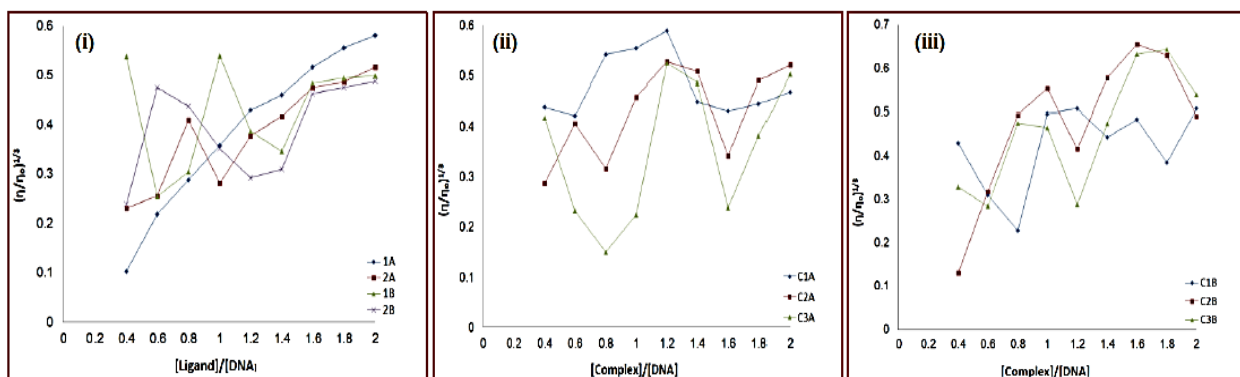 (i)
(η/η₀)^1/3
0.6
0.5
0.4
0.3
0.2
0.1
0
0 0.2 0.4 0.6 0.8 1 1.2 1.4 1.6 1.8 2
[Ligand]/[DNA]
1A
2A
1B
2B
(ii)
(η/η₀)^1/3
0.6
0.5
0.4
0.3
0.2
0.1
0
0 0.2 0.4 0.6 0.8 1 1.2 1.4 1.6 1.8 2
[Complex]/[DNA]
C1A
C2A
C3A
(iii)
(η/η₀)^1/3
0.7
0.6
0.5
0.4
0.3
0.2
0.1
0
0 0.2 0.4 0.6 0.8 1 1.2 1.4 1.6 1.8 2
[Complex]/[DNA]
C1B
C2B
C3B